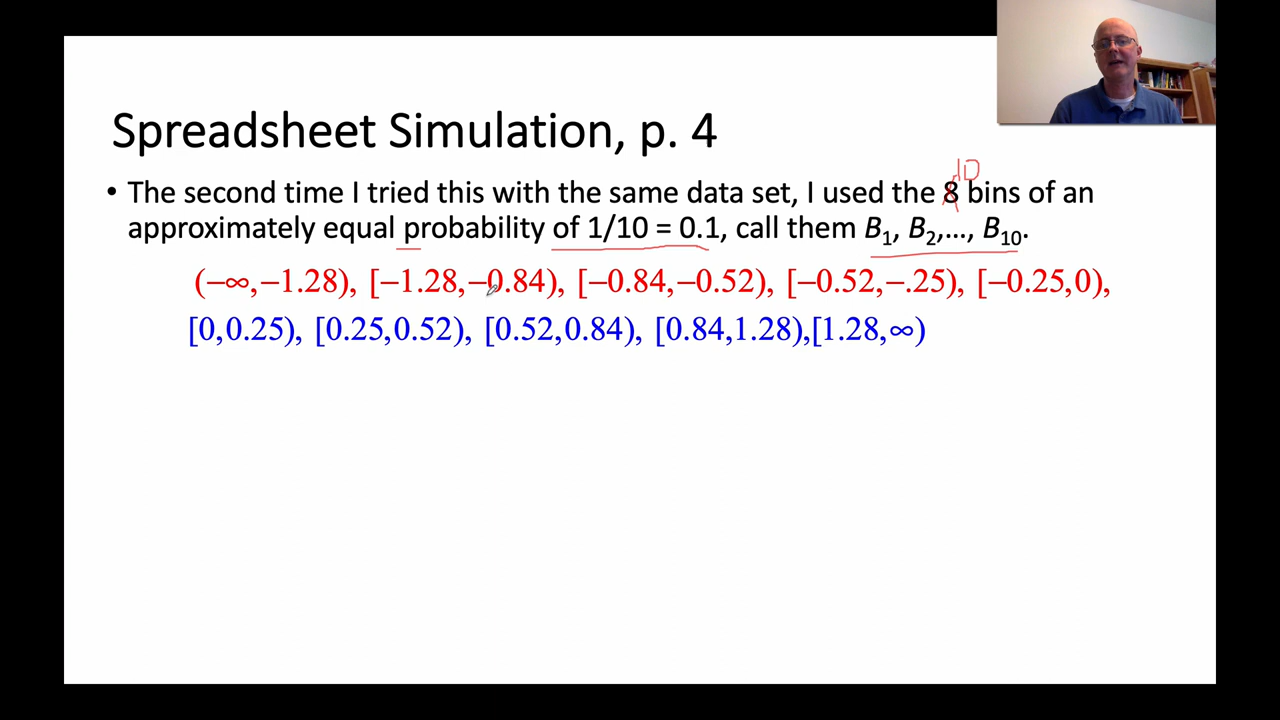 Spreadsheet Simulation, p. 4
10
• The second time I tried this with the same data set, I used the 8 bins of an
approximately equal probability of 1/10 = 0.1, call them B₁, B₂,…, B₁₀.
(−∞,−1.28), [−1.28,−0.84), [−0.84,−0.52), [−0.52,−.25), [−0.25,0),
[0,0.25), [0.25,0.52), [0.52,0.84), [0.84,1.28),[1.28,∞)